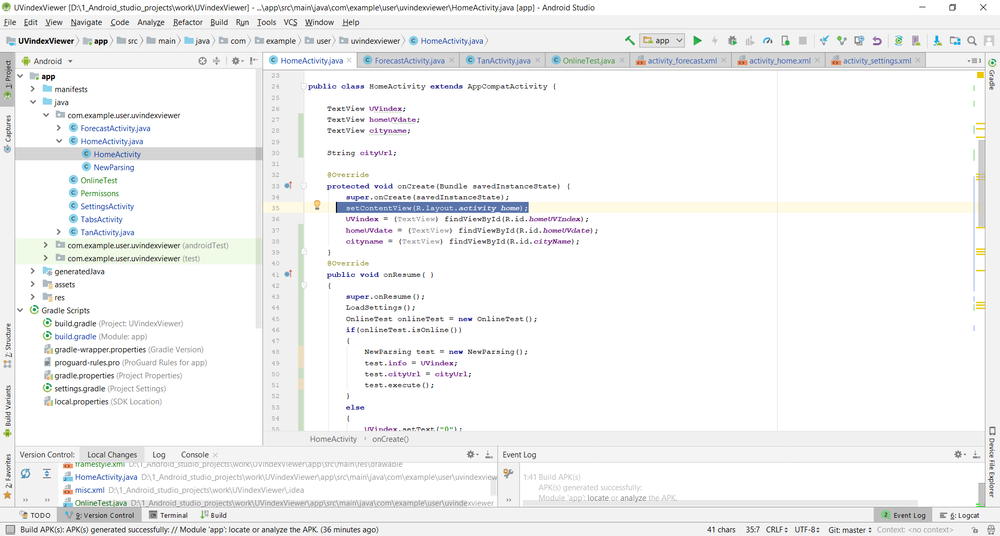 UVindexViewer [D:\1_Android_studio_projects\work\UVindexViewer] - ...\app\src\main\java\com\example\user\uvindexviewer\HomeActivity.java [app] - Android Studio
File Edit View Navigate Code Analyze Refactor Build Run Tools VCS Window Help
UVindexViewer app src main java com example user uvindexviewer HomeActivity.java app
1: Project
Captures
7: Structure
Build Variants
2: Favorites
Android
app
manifests
java
com.example.user.uvindexviewer
ForecastActivity.java
HomeActivity.java
HomeActivity
NewParsing
OnlineTest
Permissons
SettingsActivity
TabsActivity
TanActivity.java
com.example.user.uvindexviewer (androidTest)
com.example.user.uvindexviewer (test)
generatedJava
assets
res
Gradle Scripts
build.gradle (Project: UVindexViewer)
build.gradle (Module: app)
gradle-wrapper.properties (Gradle Version)
proguard-rules.pro (ProGuard Rules for app)
gradle.properties (Project Properties)
settings.gradle (Project Settings)
local.properties (SDK Location)
HomeActivity.java ForecastActivity.java TanActivity.java OnlineTest.java activity_forecast.xml activity_home.xml activity_settings.xml 3
23
24 public class HomeActivity extends AppCompatActivity {
25
26 TextView UVindex;
27 TextView homeUVdate;
28 TextView cityname;
29
30 String cityUrl;
31
32 @Override
33 protected void onCreate(Bundle savedInstanceState) {
34 super.onCreate(savedInstanceState);
35 setContentView(R.layout.activity_home);
36 UVindex = (TextView) findViewById(R.id.homeUVIndex);
37 homeUVdate = (TextView) findViewById(R.id.homeUVdate);
38 cityname = (TextView) findViewById(R.id.cityName);
39 }
40 @Override
41 public void onResume( )
42 {
43 super.onResume();
44 LoadSettings();
45 OnlineTest onlineTest = new OnlineTest();
46 if(onlineTest.isOnline())
47 {
48 NewParsing test = new NewParsing();
49 test.info = UVindex;
50 test.cityUrl = cityUrl;
51 test.execute();
52 }
53 else
54 {
55 UVindex.setText("0");
HomeActivity › onCreate()
Gradle
Device File Explorer
Version Control: Local Changes Log Console
framestyle.xml D:\1_Android_studio_projects\work\UVindexViewer\app\src\main\res\drawable
HomeActivity.java D:\1_Android_studio_projects\work\UVindexViewer\app\src\main\java\com\example\user\uvindexview
misc.xml D:\1_Android_studio_projects\work\UVindexViewer\.idea
OnlineTest.java D:\1_Android_studio_projects\work\UVindexViewer\app\src\main\java\com\example\user\uvindexviewer
Event Log
1:41 Build APK(s)
APK(s) generated successfully:
Module 'app': locate or analyze the APK.
TODO 9: Version Control Terminal Build 2 Event Log 6: Logcat
Build APK(s): APK(s) generated successfully: // Module 'app': locate or analyze the APK. (36 minutes ago) 41 chars 35:7 CRLF UTF-8 Git: master Context: <no context>